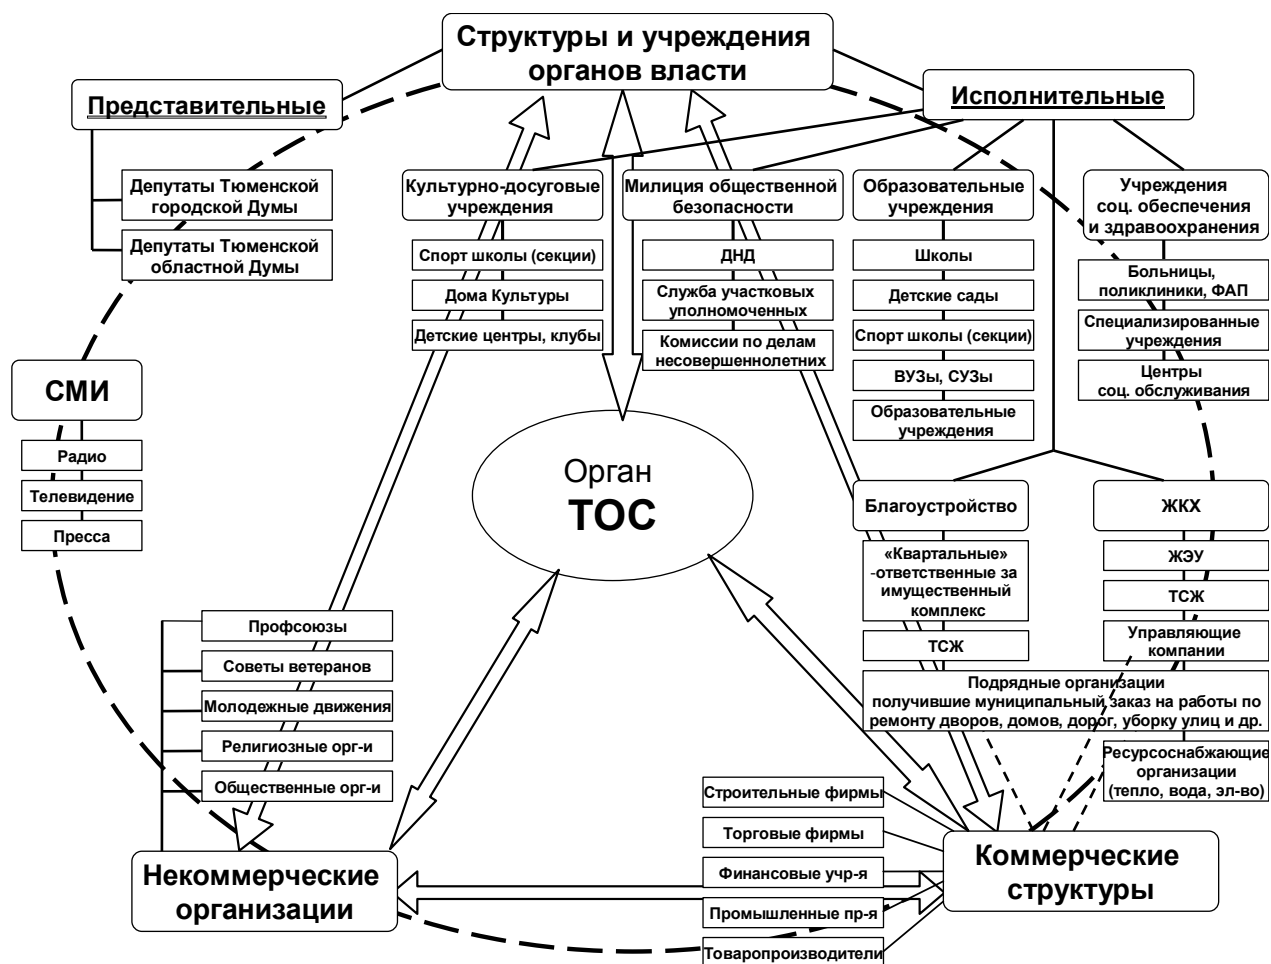 Структуры и учреждения
органов власти
Представительные
Депутаты Тюменской
городской Думы
Депутаты Тюменской
областной Думы
Исполнительные
Культурно-досуговые
учреждения
Спорт школы (секции)
Дома Культуры
Детские центры, клубы
Милиция общественной
безопасности
ДНД
Служба участковых
уполномоченных
Комиссии по делам
несовершеннолетних
Образовательные
учреждения
Школы
Детские сады
Спорт школы (секции)
ВУЗы, СУЗы
Образовательные
учреждения
Учреждения
соц. обеспечения
и здравоохранения
Больницы,
поликлиники, ФАП
Специализированные
учреждения
Центры
соц. обслуживания
СМИ
Радио
Телевидение
Пресса
Орган
ТОС
Благоустройство
«Квартальные»
-ответственные за
имущественный
комплекс
ТСЖ
ЖКХ
ЖЭУ
ТСЖ
Управляющие
компании
Подрядные организации
получившие муниципальный заказ на работы по
ремонту дворов, домов, дорог, уборку улиц и др.
Ресурсоснабжающие
организации
(тепло, вода, эл-во)
Профсоюзы
Советы ветеранов
Молодежные движения
Религиозные орг-и
Общественные орг-и
Некоммерческие
организации
Строительные фирмы
Торговые фирмы
Финансовые учр-я
Промышленные пр-я
Товаропроизводители
Коммерческие
структуры